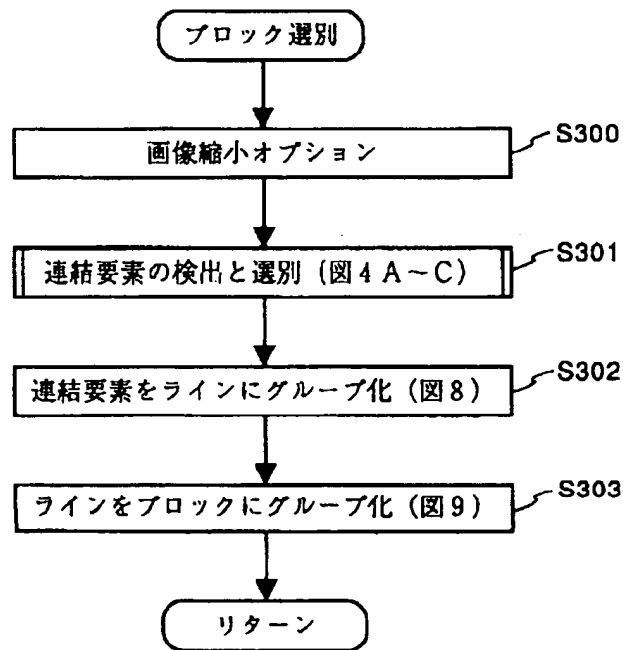 ブロック選別
画像縮小オプション
S300
連結要素の検出と選別（図4A～C）
S301
連結要素をラインにグループ化（図8）
S302
ラインをブロックにグループ化（図9）
S303
リターン